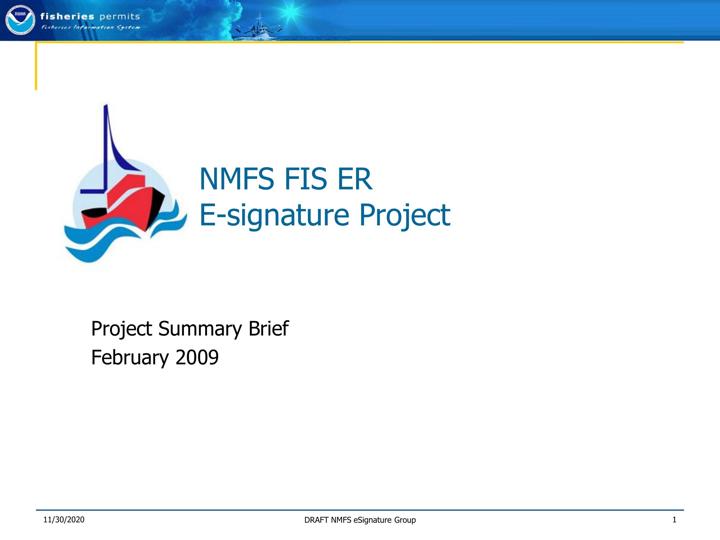 fisheries permits
Fisheries Information System
NMFS FIS ER
E-signature Project
Project Summary Brief
February 2009
11/30/2020
DRAFT NMFS eSignature Group
1